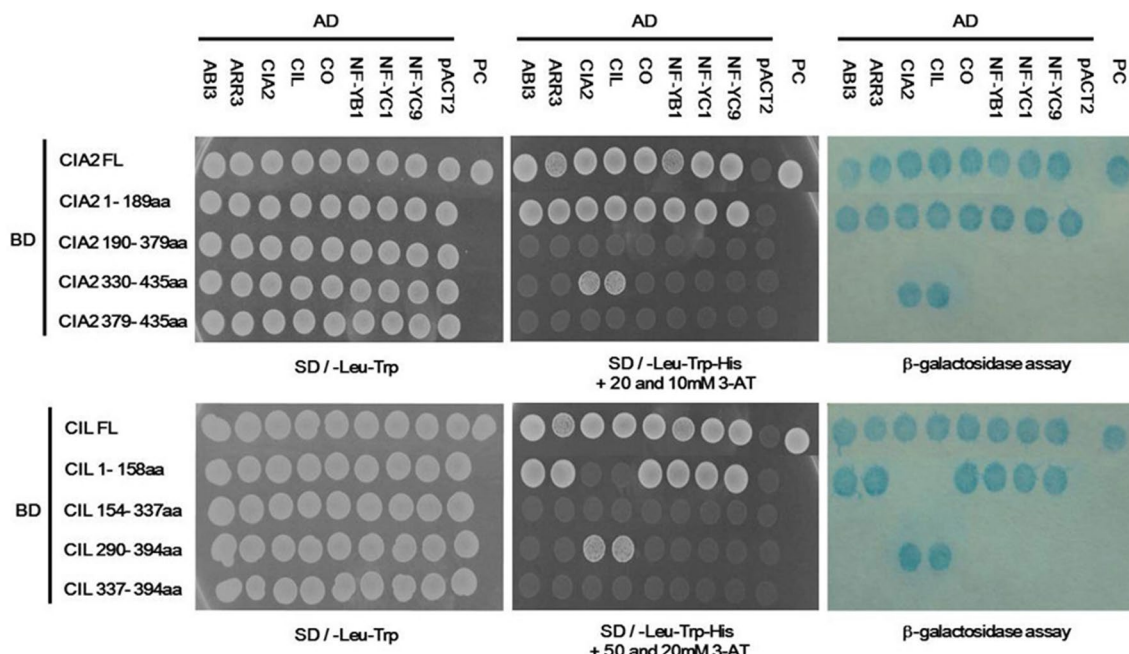 AD AD AD
ABI3 ARR3 CIA2 CIL CO NF-YB1 NF-YC1 NF-YC9 pACT2 PC ABI3 ARR3 CIA2 CIL CO NF-YB1 NF-YC1 NF-YC9 pACT2 PC ABI3 ARR3 CIA2 CIL CO NF-YB1 NF-YC1 NF-YC9 pACT2 PC
BD
CIA2 FL
CIA2 1- 189aa
CIA2 190- 379aa
CIA2 330- 435aa
CIA2 379- 435aa
SD / -Leu-Trp
SD / -Leu-Trp-His
+ 20 and 10mM 3-AT
β-galactosidase assay
BD
CIL FL
CIL 1- 158aa
CIL 154- 337aa
CIL 290- 394aa
CIL 337- 394aa
SD / -Leu-Trp
SD / -Leu-Trp-His
+ 50 and 20mM 3-AT
β-galactosidase assay